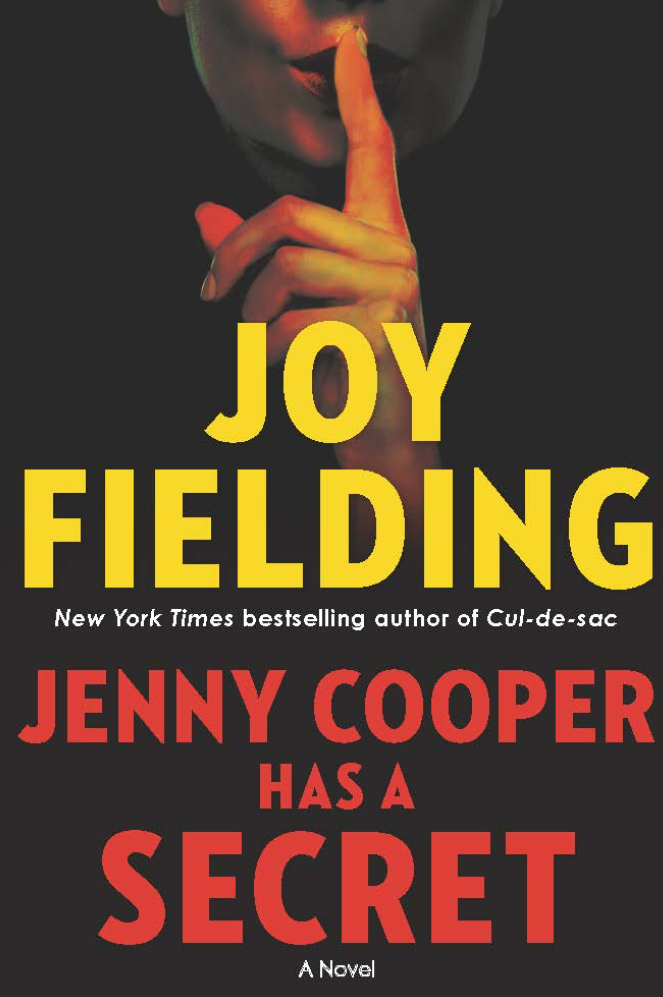 JOY
FIELDING
New York Times bestselling author of Cul-de-sac
JENNY COOPER
HAS A
SECRET
A Novel